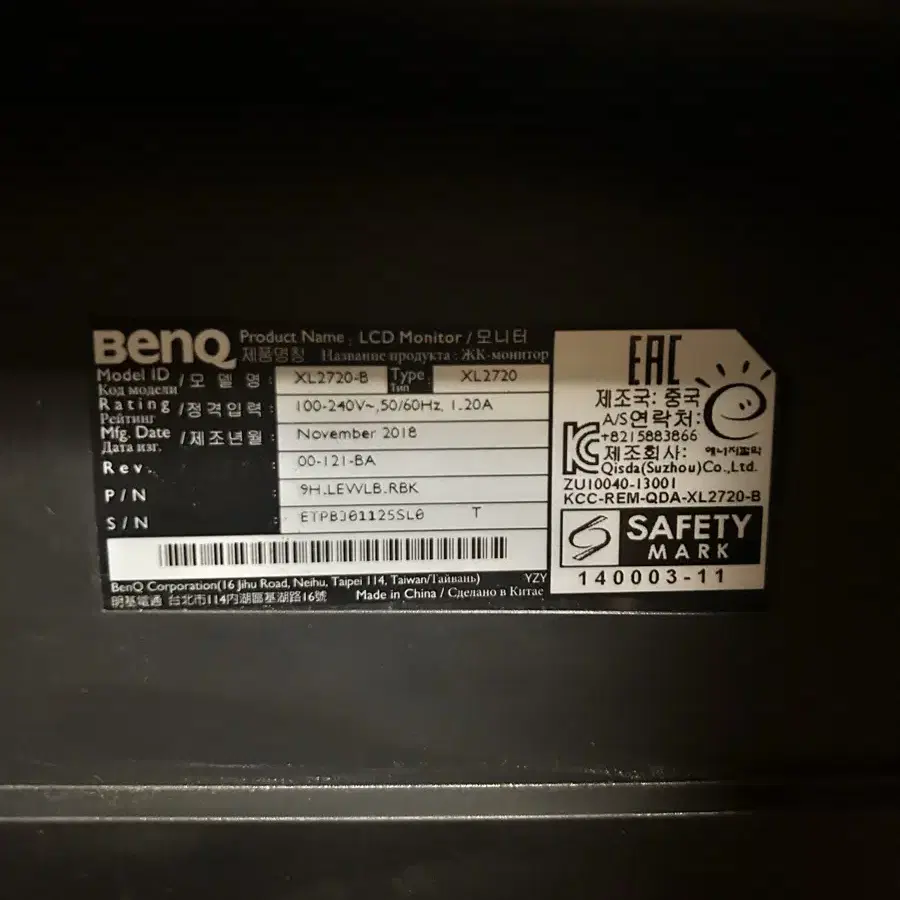 BenQ
Product Name : LCD Monitor / 모니터
제품명칭 Название продукта : ЖК-монитор
Model ID / 모 델 명 : XL2720-B Type : XL2720
Код модели Тип
Rating / 정격입력 : 100-240V~, 50/60Hz, 1.20A
Рейтинг
Mfg. Date / 제조년월 : November 2018
Дата изг.
Rev. : 00-121-BA
P/N : 9H.LEWLB.RBK
S/N : ETPB301125SL0 T
BenQ Corporation(16 Jihu Road, Neihu, Taipei 114, Taiwan/Тайвань) YZY
明基電通 台北市114內湖區基湖路16號 Made in China / Сделано в Китае
EAC
제조국: 중국
A/S연락처:
+8215883866
제조회사: 에너지절약
Qisda(Suzhou)Co.,Ltd.
ZU10040-13001
KCC-REM-QDA-XL2720-B
SAFETY
MARK
140003-11